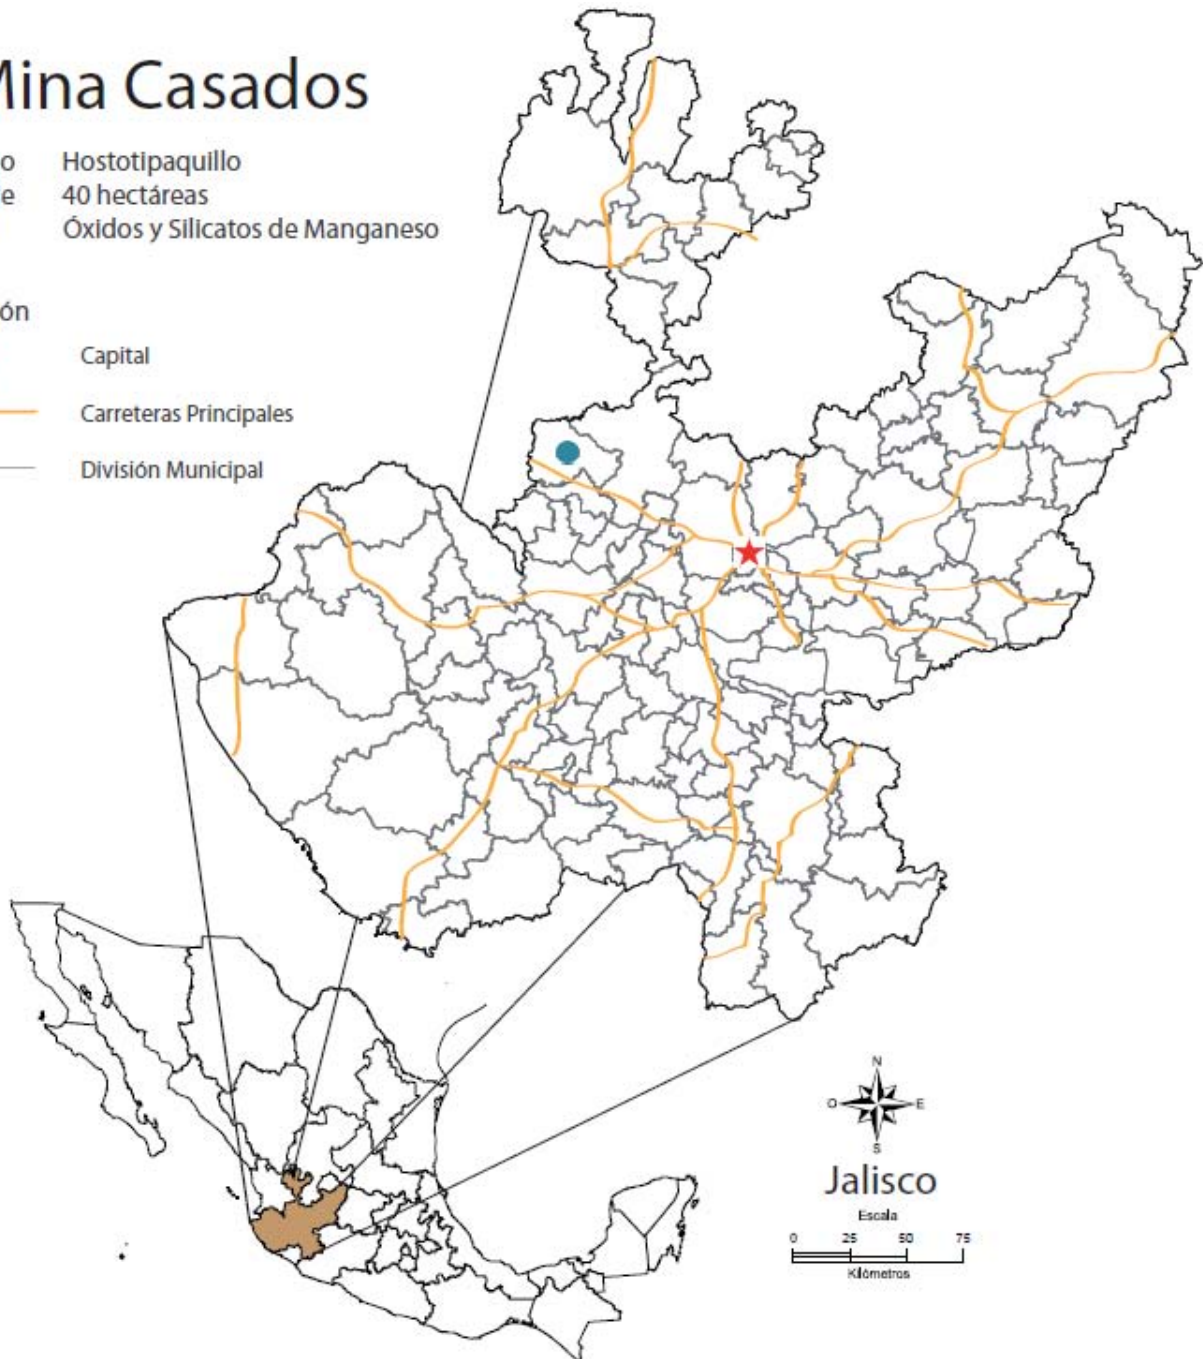 Mina Casados
o Hostotipaquillo
e 40 hectáreas
Óxidos y Silicatos de Manganeso
ón
Capital
Carreteras Principales
División Municipal
N
O E
S
Jalisco
Escala
0 25 50 75
Kilómetros